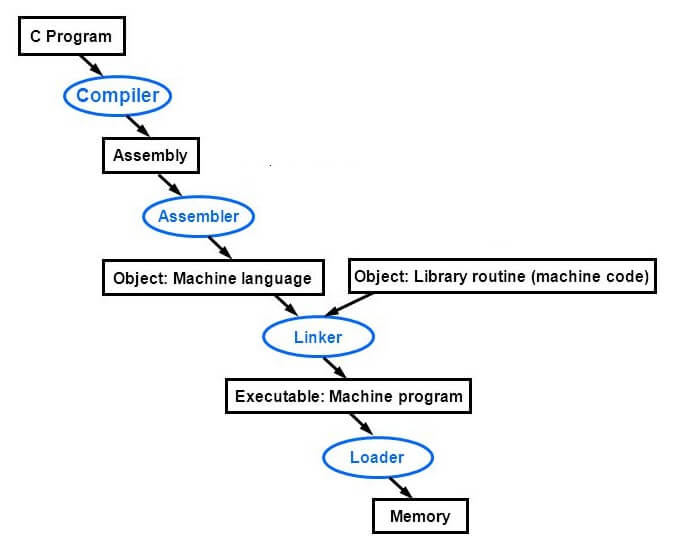 C Program
Compiler
Assembly
Assembler
Object: Machine language
Object: Library routine (machine code)
Linker
Executable: Machine program
Loader
Memory